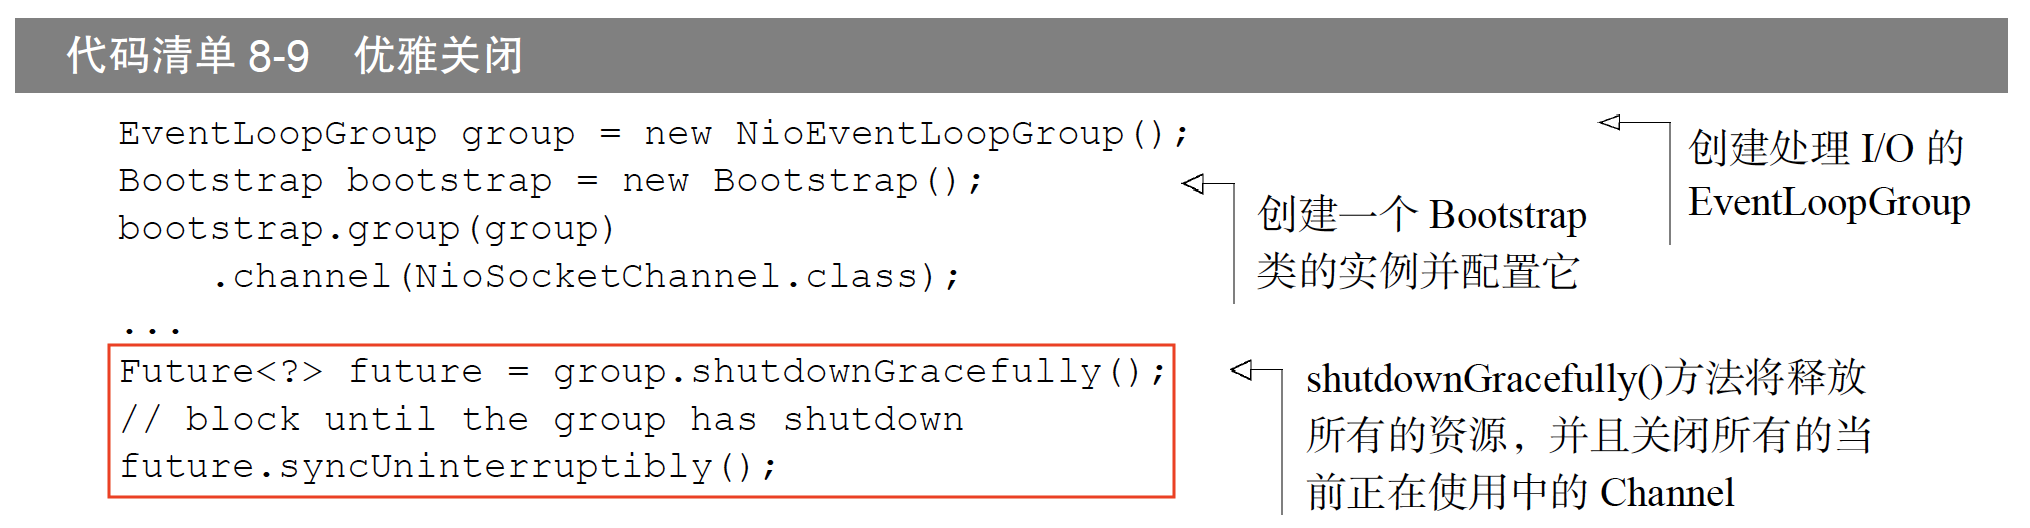 代码清单 8-9 优雅关闭
EventLoopGroup group = new NioEventLoopGroup();
Bootstrap bootstrap = new Bootstrap();
bootstrap.group(group)
.channel(NioSocketChannel.class);
...
Future<?> future = group.shutdownGracefully();
// block until the group has shutdown
future.syncUninterruptibly();
创建处理 I/O 的
EventLoopGroup
创建一个 Bootstrap
类的实例并配置它
shutdownGracefully()方法将释放
所有的资源，并且关闭所有的当
前正在使用中的 Channel